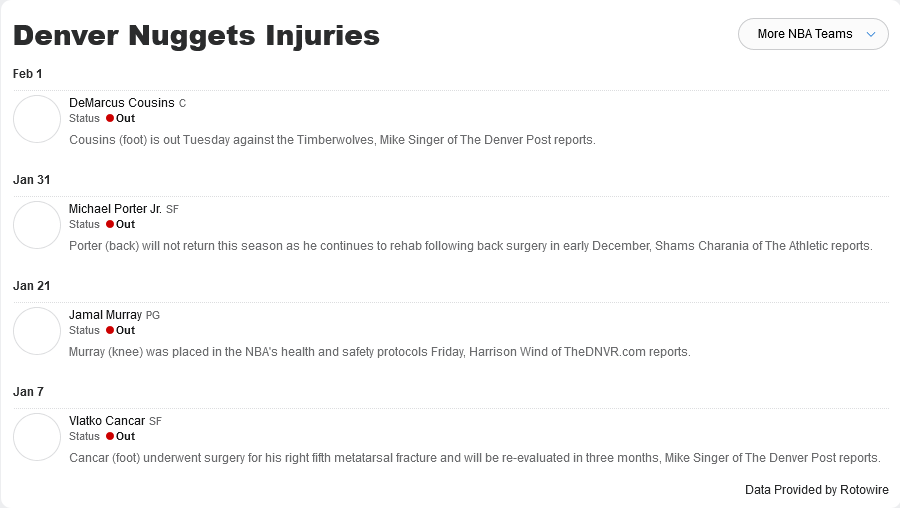 Denver Nuggets Injuries
More NBA Teams
Feb 1
DeMarcus Cousins C
Status Out
Cousins (foot) is out Tuesday against the Timberwolves, Mike Singer of The Denver Post reports.
Jan 31
Michael Porter Jr. SF
Status Out
Porter (back) will not return this season as he continues to rehab following back surgery in early December, Shams Charania of The Athletic reports.
Jan 21
Jamal Murray PG
Status Out
Murray (knee) was placed in the NBA's health and safety protocols Friday, Harrison Wind of TheDNVR.com reports.
Jan 7
Vlatko Cancar SF
Status Out
Cancar (foot) underwent surgery for his right fifth metatarsal fracture and will be re-evaluated in three months, Mike Singer of The Denver Post reports.
Data Provided by Rotowire